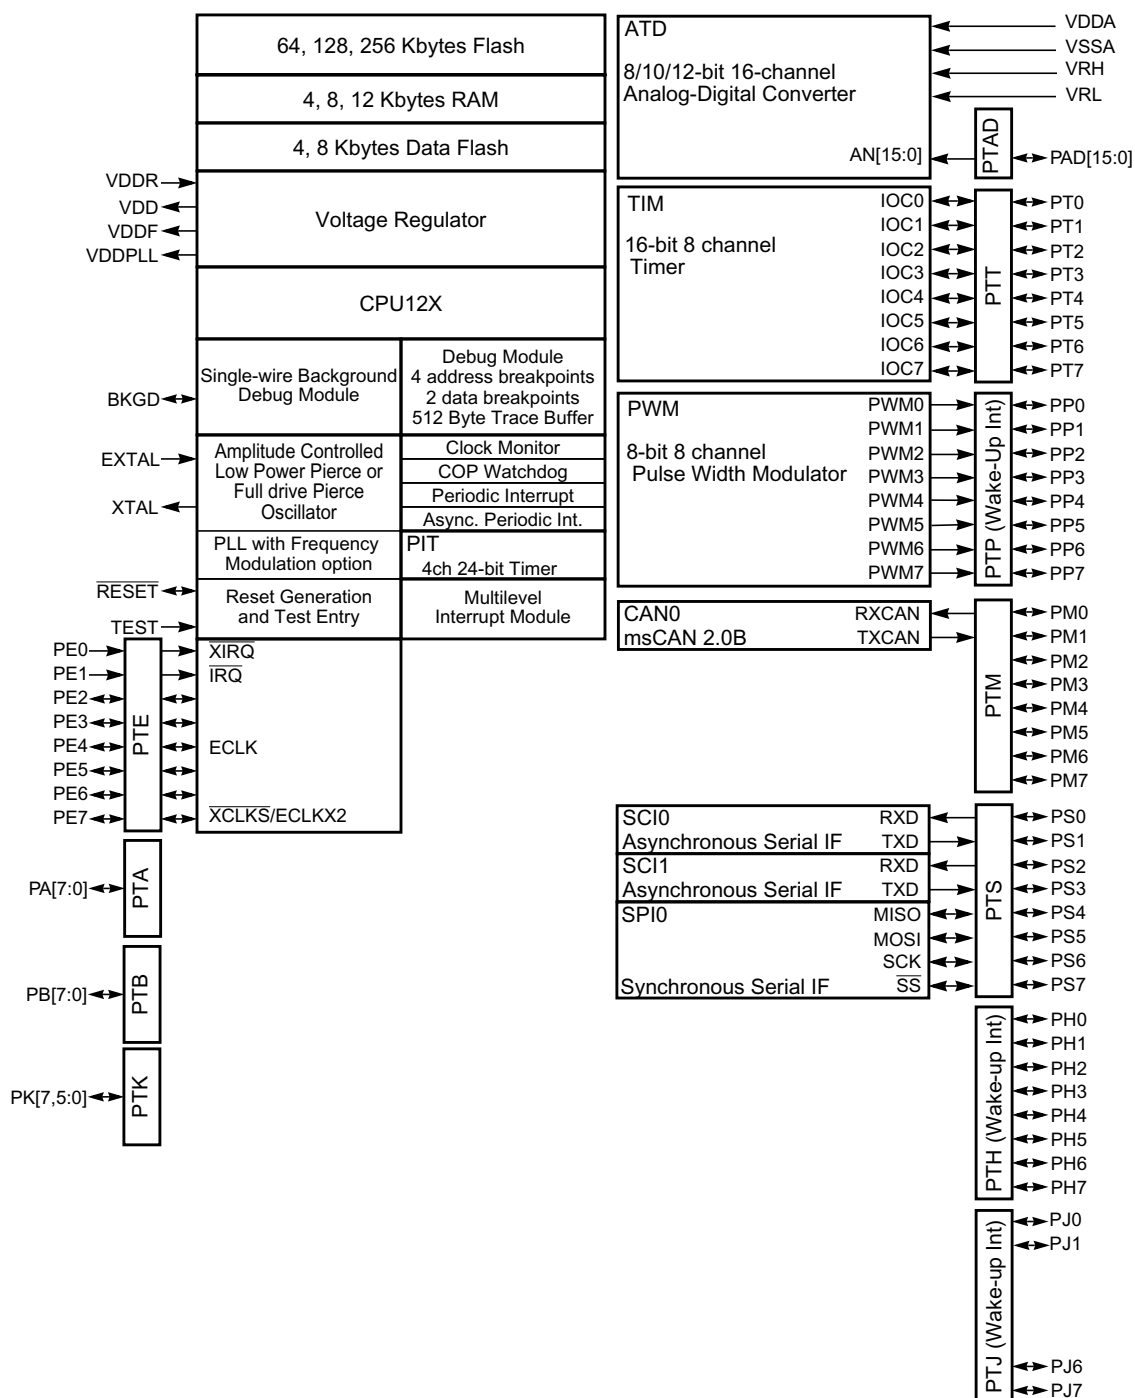 64, 128, 256 Kbytes Flash
4, 8, 12 Kbytes RAM
4, 8 Kbytes Data Flash
VDDR
VDD
VDDF
VDDPLL
Voltage Regulator
CPU12X
BKGD
Single-wire Background
Debug Module
Debug Module
4 address breakpoints
2 data breakpoints
512 Byte Trace Buffer
EXTAL
XTAL
Amplitude Controlled
Low Power Pierce or
Full drive Pierce
Oscillator
Clock Monitor
COP Watchdog
Periodic Interrupt
Async. Periodic Int.
PLL with Frequency
Modulation option
PIT
4ch 24-bit Timer
RESET
TEST
Reset Generation
and Test Entry
Multilevel
Interrupt Module
PE0
PE1
PE2
PE3
PE4
PE5
PE6
PE7
PTE
XIRQ
IRQ
ECLK
XCLKS/ECLKX2
PA[7:0]
PTA
PB[7:0]
PTB
PK[7,5:0]
PTK
ATD
8/10/12-bit 16-channel
Analog-Digital Converter
AN[15:0]
VDDA
VSSA
VRH
VRL
PTAD
PAD[15:0]
TIM
16-bit 8 channel
Timer
IOC0
IOC1
IOC2
IOC3
IOC4
IOC5
IOC6
IOC7
PTT
PT0
PT1
PT2
PT3
PT4
PT5
PT6
PT7
PWM
8-bit 8 channel
Pulse Width Modulator
PWM0
PWM1
PWM2
PWM3
PWM4
PWM5
PWM6
PWM7
PTP (Wake-Up Int)
PP0
PP1
PP2
PP3
PP4
PP5
PP6
PP7
CAN0
msCAN 2.0B
RXCAN
TXCAN
PTM
PM0
PM1
PM2
PM3
PM4
PM5
PM6
PM7
SCI0
Asynchronous Serial IF
RXD
TXD
SCI1
Asynchronous Serial IF
RXD
TXD
SPI0
Synchronous Serial IF
MISO
MOSI
SCK
SS
PTS
PS0
PS1
PS2
PS3
PS4
PS5
PS6
PS7
PTH (Wake-up Int)
PH0
PH1
PH2
PH3
PH4
PH5
PH6
PH7
PTJ (Wake-up Int)
PJ0
PJ1
PJ6
PJ7